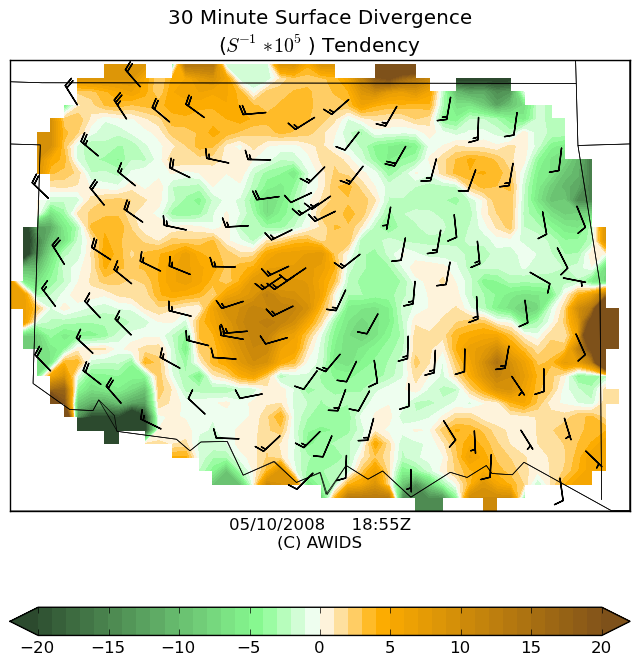 30 Minute Surface Divergence
(S⁻¹ * 10⁵ ) Tendency
05/10/2008 18:55Z
(C) AWIDS
−20 −15 −10 −5 0 5 10 15 20